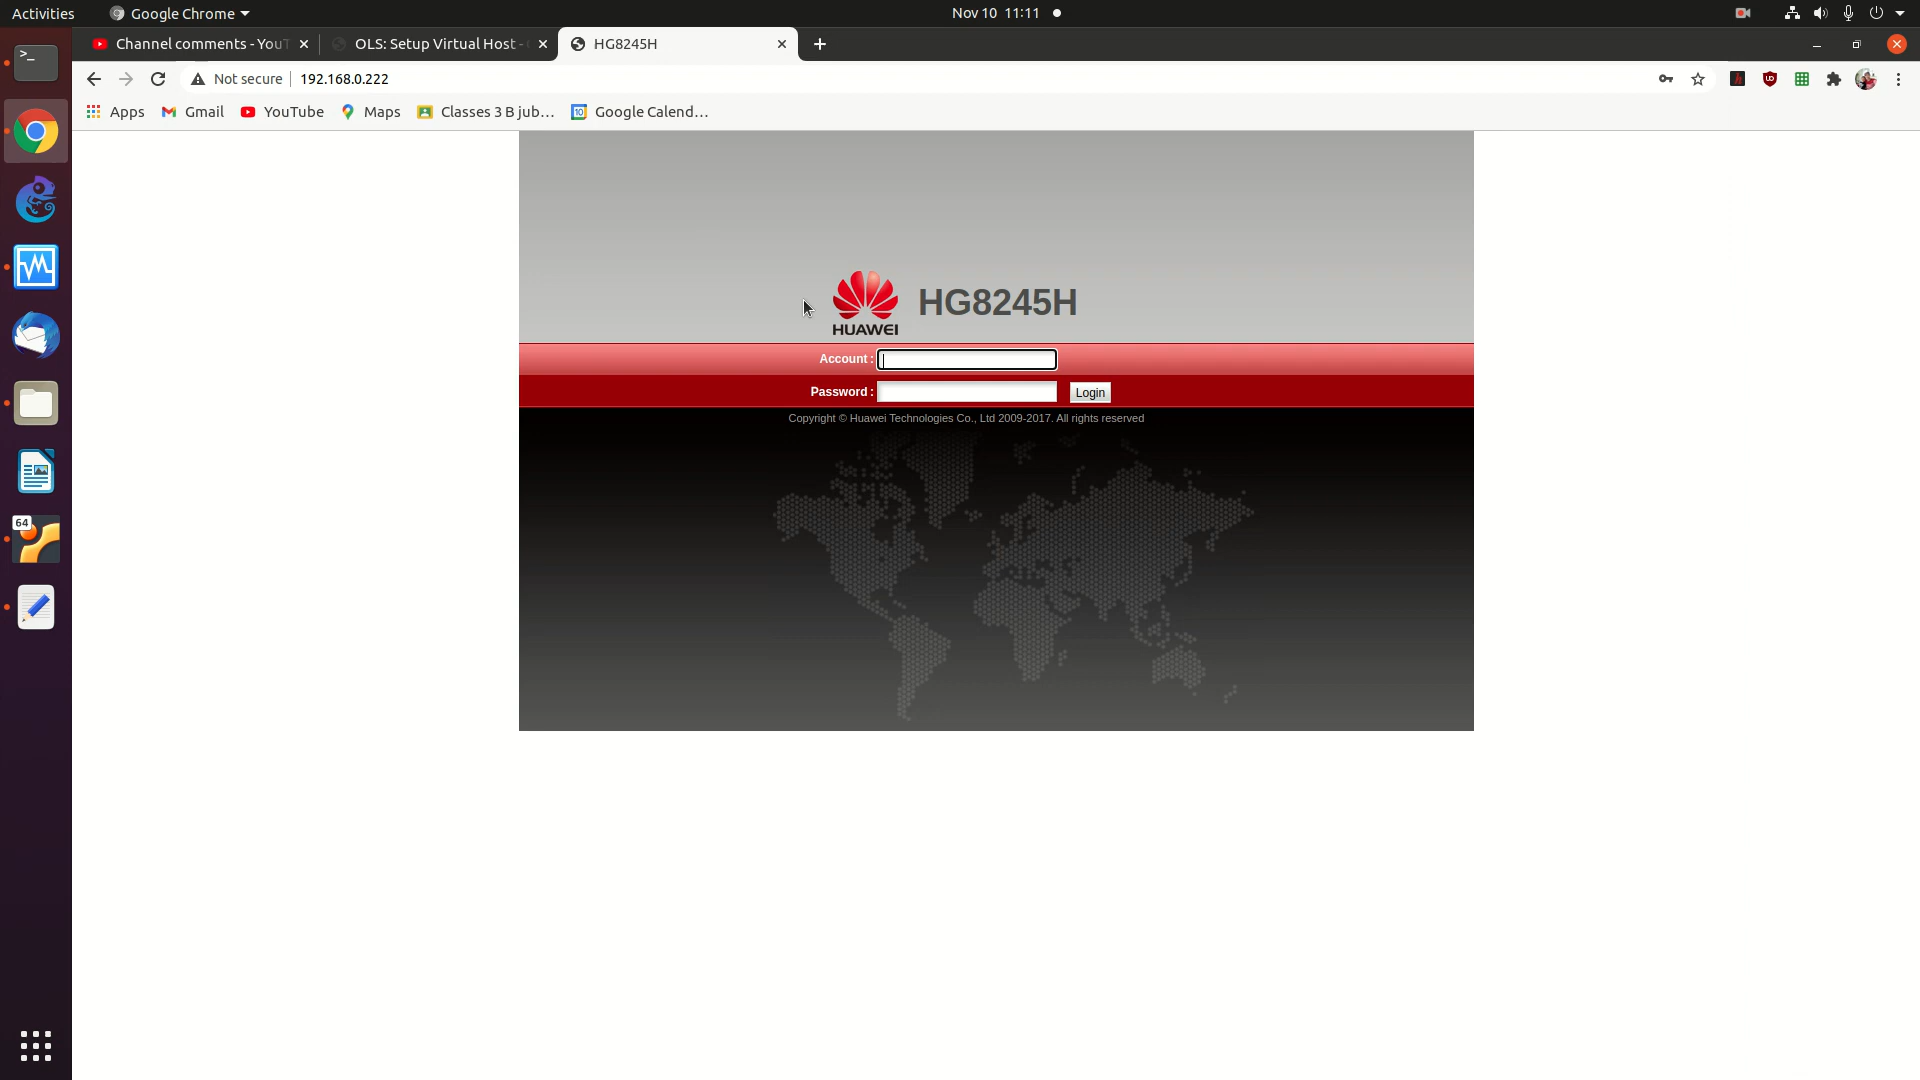 Activities
Google Chrome
Nov 10 11:11
Channel comments - YouT
OLS: Setup Virtual Host -
HG8245H
Not secure
192.168.0.222
Apps
Gmail
YouTube
Maps
Classes 3 B jub...
10
Google Calend...
HUAWEI
HG8245H
Account :
Password :
Login
Copyright © Huawei Technologies Co., Ltd 2009-2017. All rights reserved
64